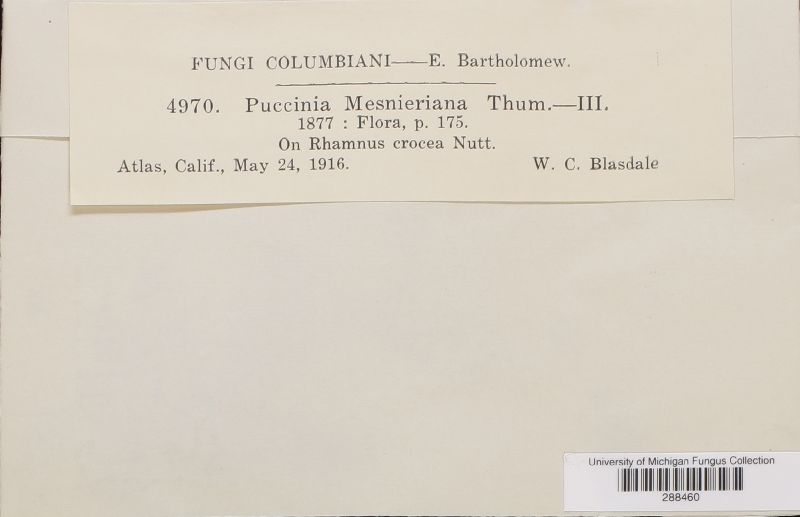 FUNGI COLUMBIANI——E. Bartholomew.
4970. Puccinia Mesnieriana Thum.—III.
1877 : Flora, p. 175.
On Rhamnus crocea Nutt.
Atlas, Calif., May 24, 1916. W. C. Blasdale
University of Michigan Fungus Collection
288460